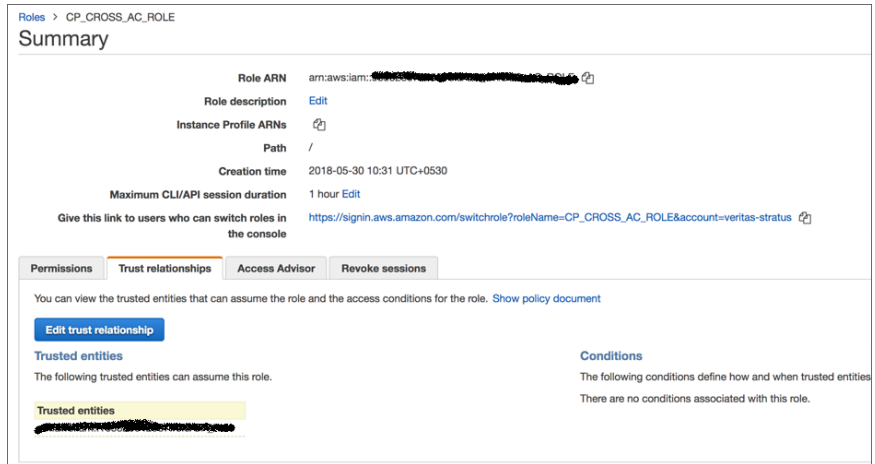 Roles > CP_CROSS_AC_ROLE
Summary
Role ARN arn:aws:iam::
Role description Edit
Instance Profile ARNs
Path /
Creation time 2018-05-30 10:31 UTC+0530
Maximum CLI/API session duration 1 hour Edit
Give this link to users who can switch roles in https://signin.aws.amazon.com/switchrole?roleName=CP_CROSS_AC_ROLE&account=veritas-stratus
the console
Permissions Trust relationships Access Advisor Revoke sessions
You can view the trusted entities that can assume the role and the access conditions for the role. Show policy document
Edit trust relationship
Trusted entities Conditions
The following trusted entities can assume this role. The following conditions define how and when trusted entities
There are no conditions associated with this role.
Trusted entities